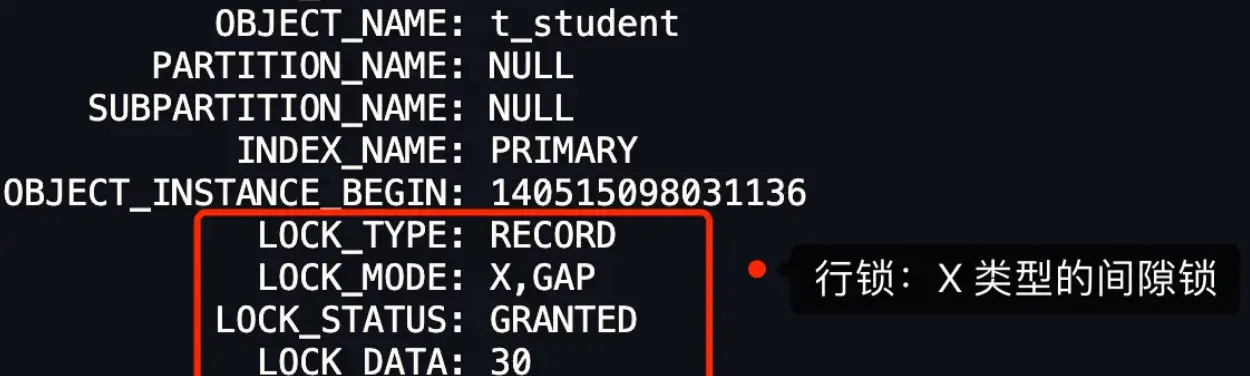 OBJECT_NAME: t_student
PARTITION_NAME: NULL
SUBPARTITION_NAME: NULL
INDEX_NAME: PRIMARY
OBJECT_INSTANCE_BEGIN: 140515098031136
LOCK_TYPE: RECORD
LOCK_MODE: X,GAP
行锁：X 类型的间隙锁
LOCK_STATUS: GRANTED
LOCK_DATA: 30